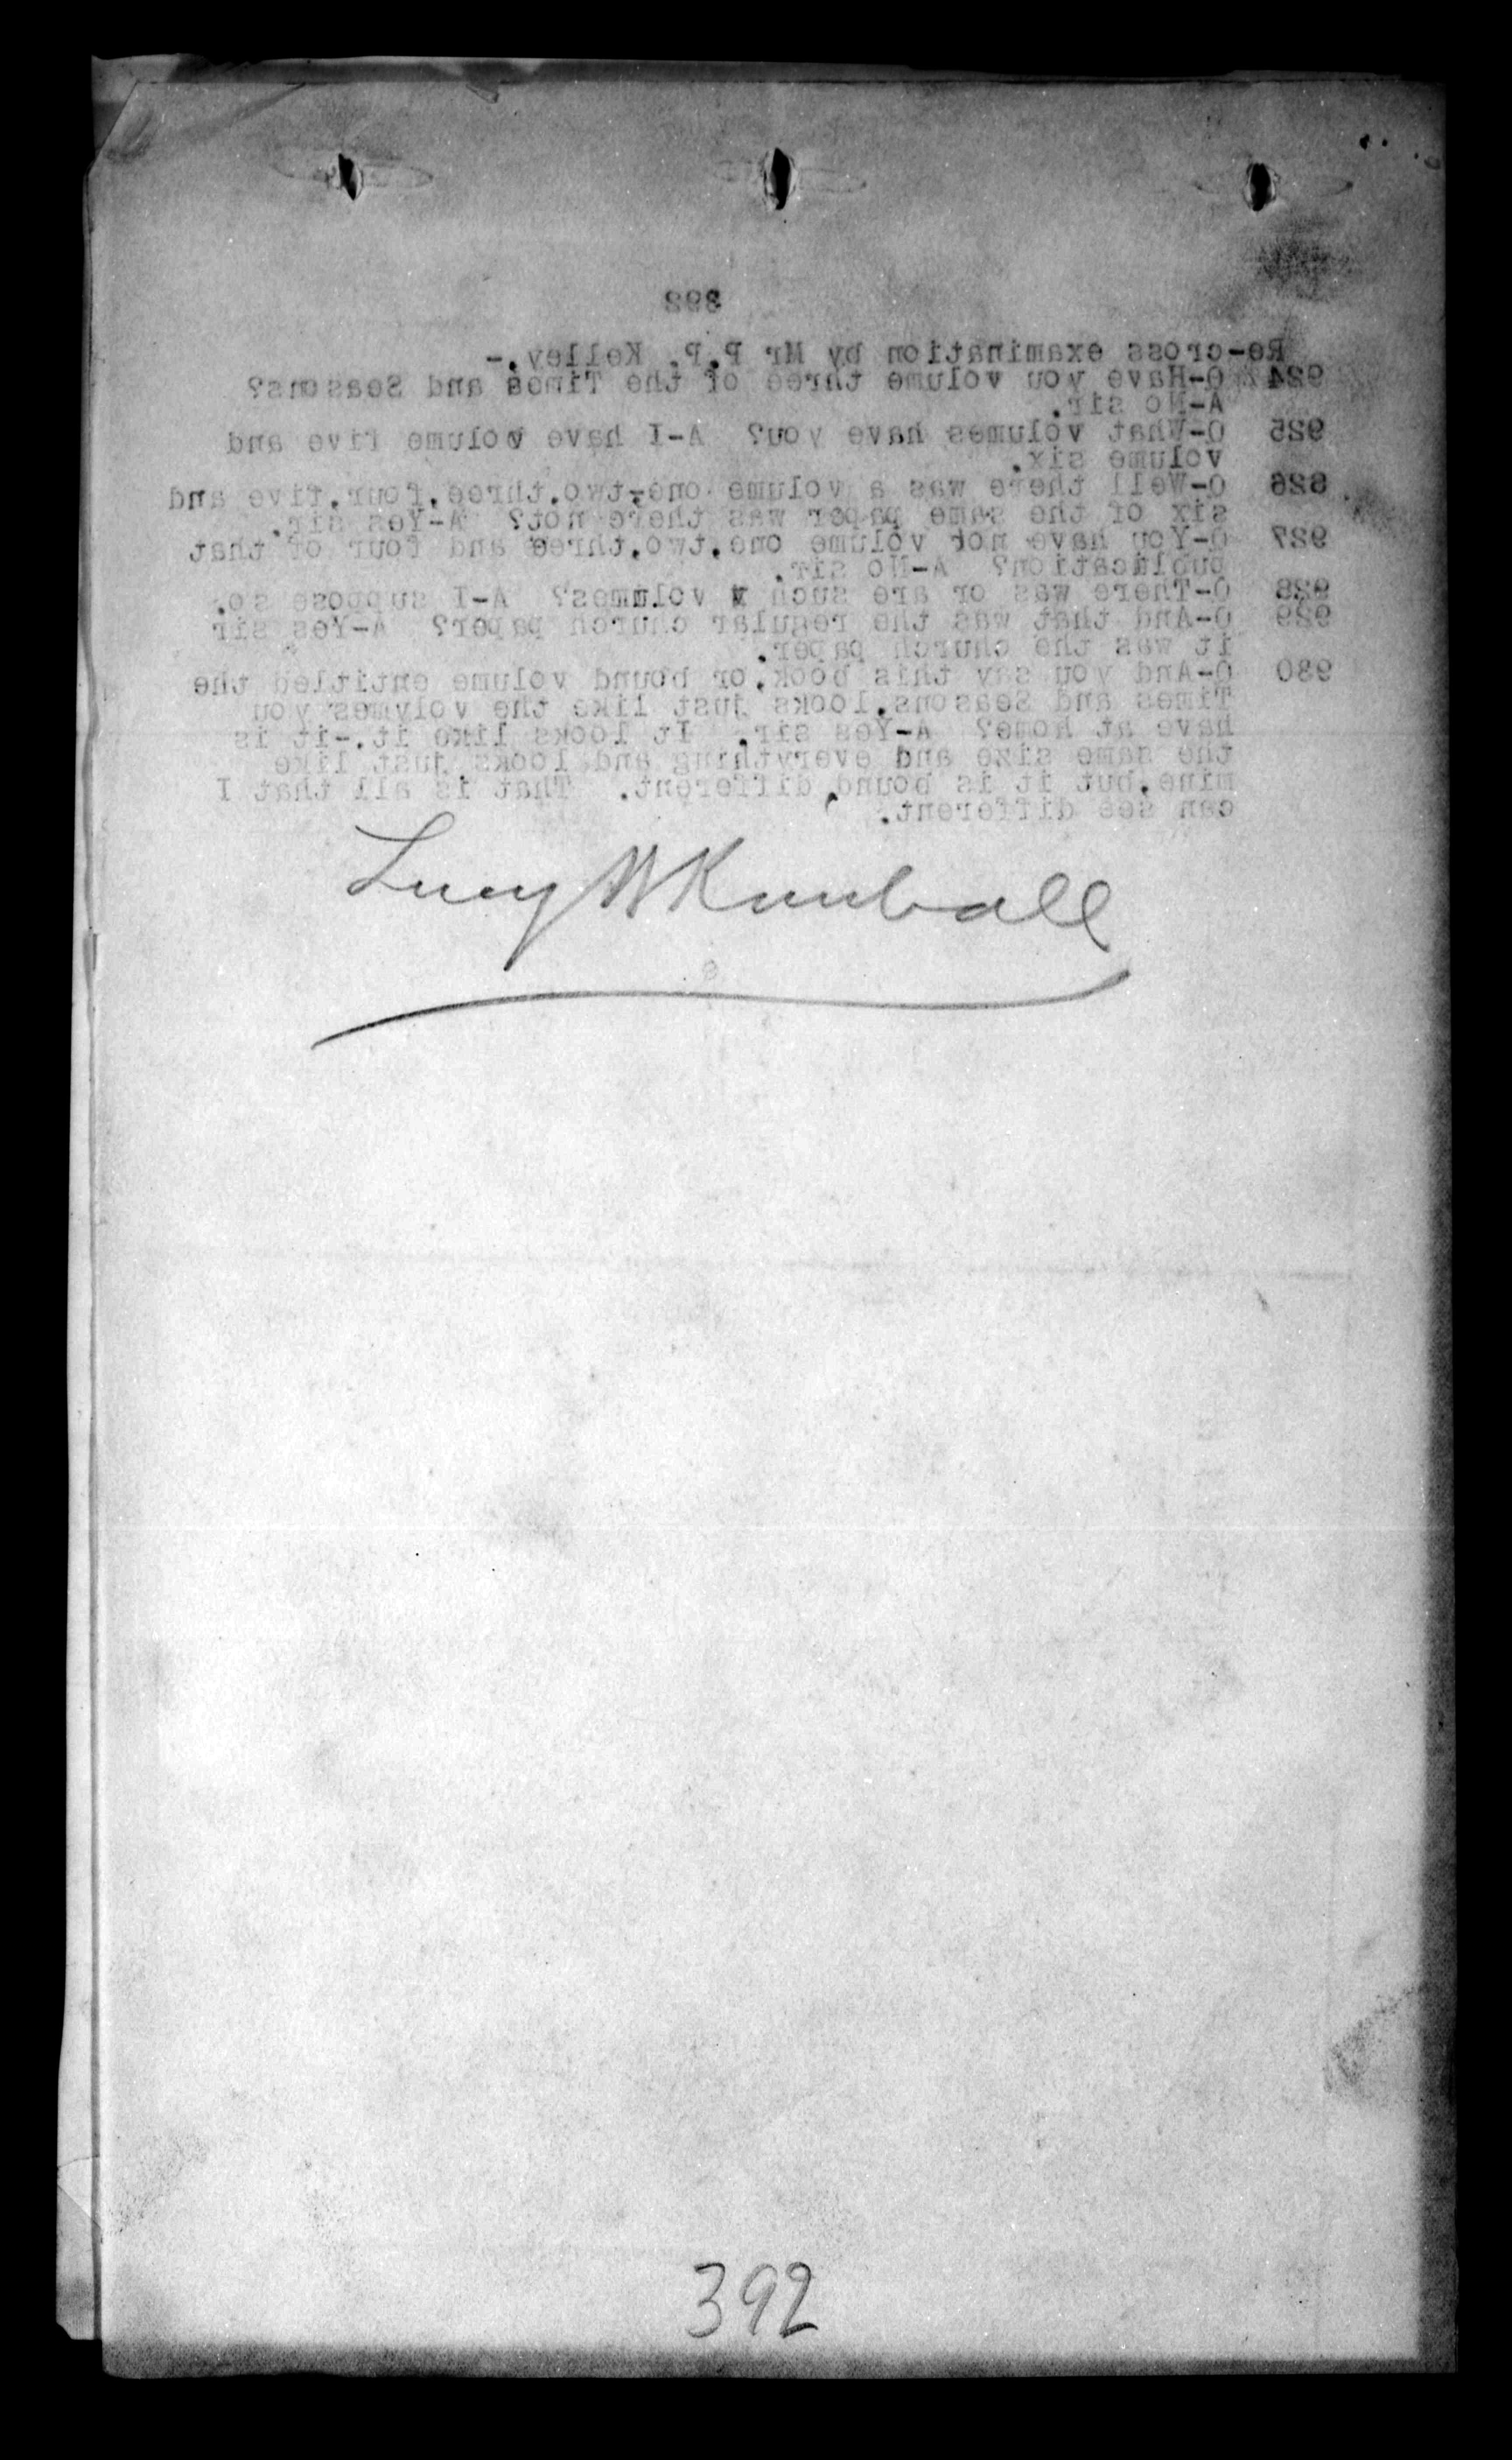 392
Re-cross examination by Mr P.P. Kelley.-
924 Q-Have you volume three of the Times and Seasons?
A-No sir.
925 Q-What volumes have you? A-I have volume five and
volume six.
926 Q-Well there was a volume one-two.three.four.five and
six of the same paper was there not? A-Yes sir.
927 Q-You have not volume one.two.three and four of that
publication? A-No sir.
928 Q-There was or are such x volumes? A-I suppose so.
929 Q-And that was the regular church paper? A-Yes sir
it was the church paper.
930 Q-And you say this book.or bound volume entitled the
Times and Seasons.looks just like the volymes you
have at home? A-Yes sir. It looks like it.-it is
the same size and everything and looks just like
mine.but it is bound different. That is all that I
can see different.
Lucy W Kimball
392